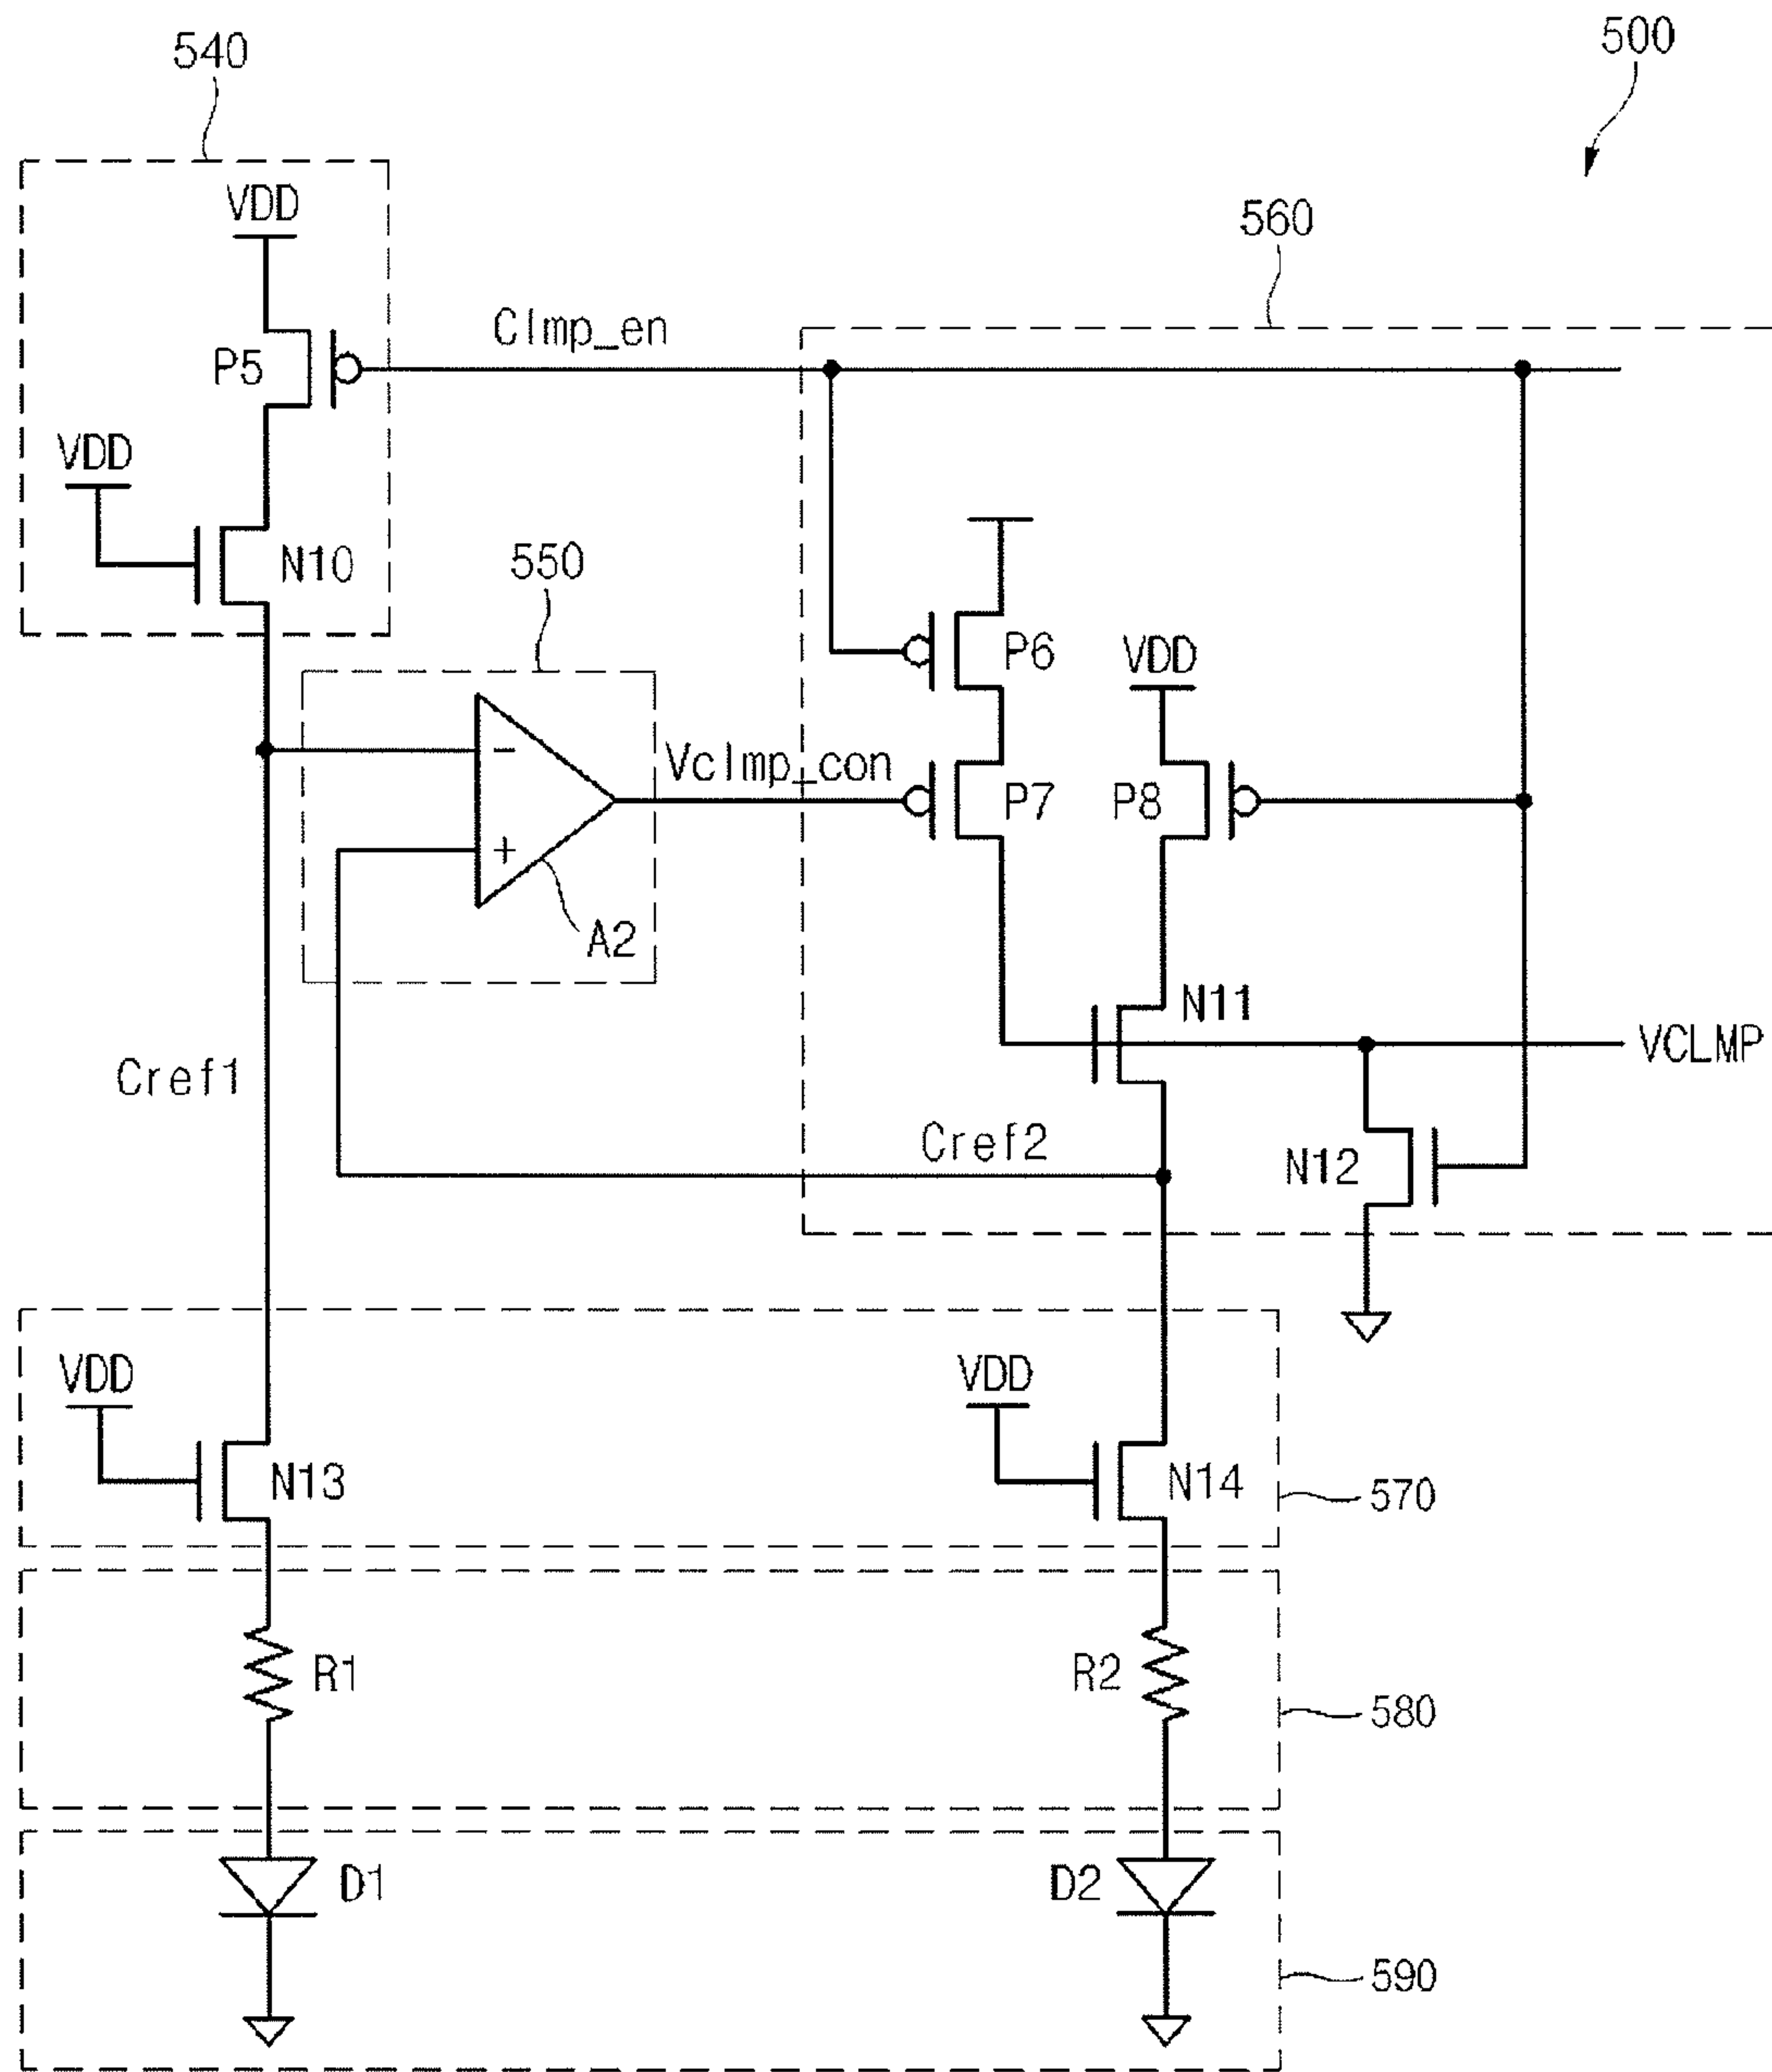 540
500
VDD
560
Clmp_en
P5
VDD
N10
550
P6
VDD
Vclmp_con
-
P7
P8
+
A2
N11
VCLMP
Cref1
Cref2
N12
VDD
VDD
N13
N14
570
R1
R2
580
D1
D2
590